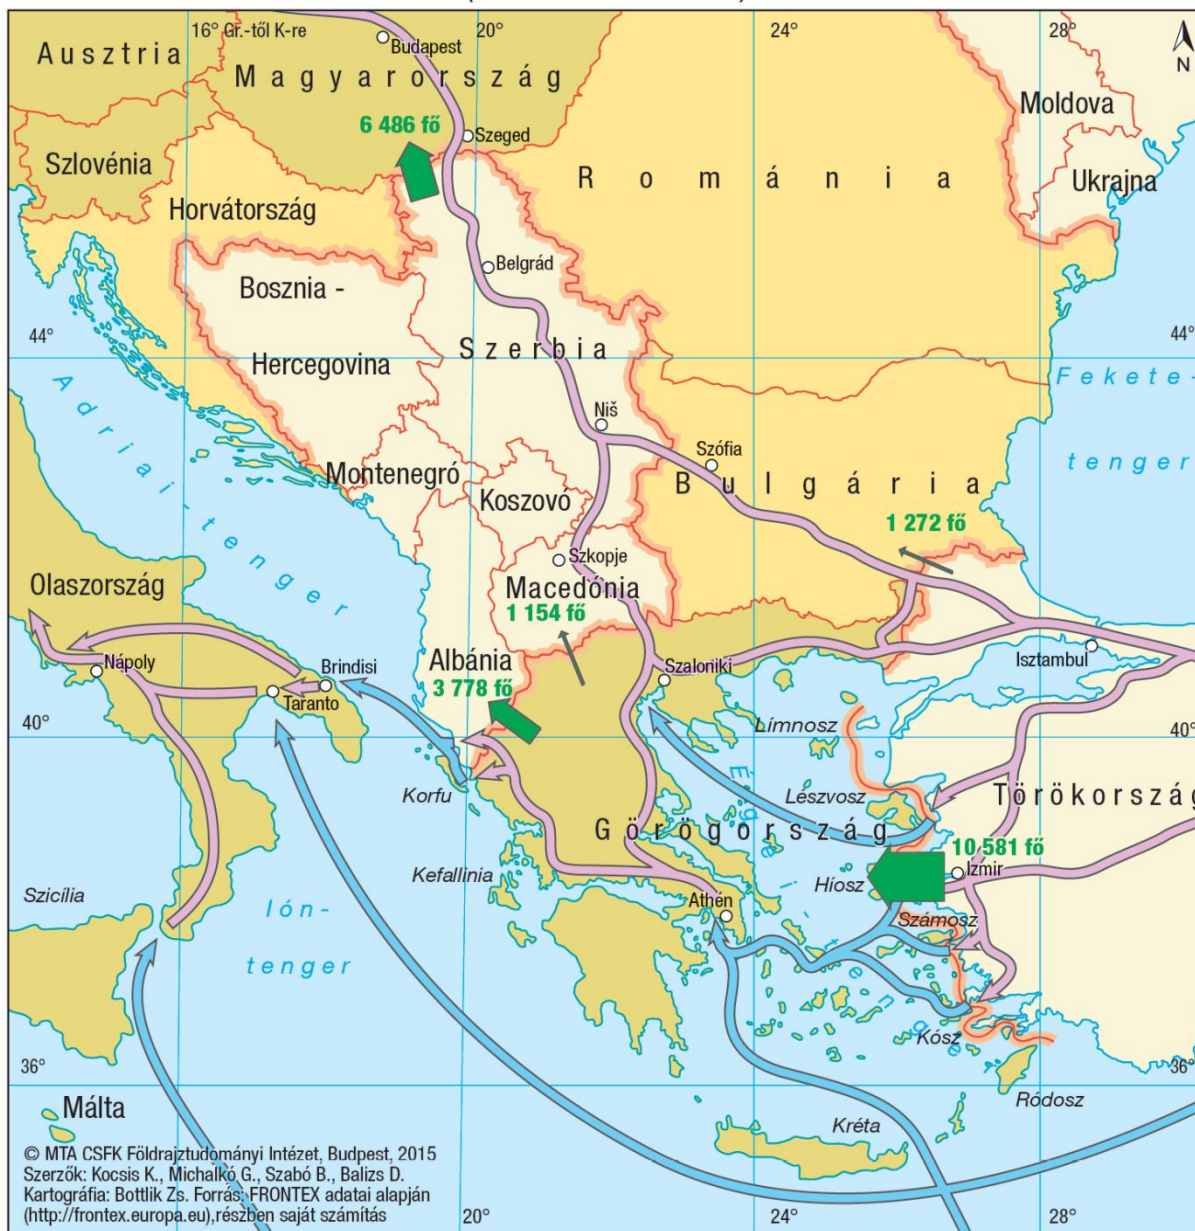 16° Gr.-től K-re
20°
24°
28°
N
Ausztria
Budapest
Magyarország
Moldova
6 486 fő
Szeged
Szlovénia
Románia
Ukrajna
Horvátország
Belgrád
Bosznia -
44°
44°
Szerbia
Hercegovina
Fekete-
Adriai-tenger
Niš
Szófia
tenger
Montenegró
Bulgária
Koszovó
1 272 fő
Szkopje
Olaszország
Macedónia
1 154 fő
Isztambul
Albánia
Szaloniki
Nápoly
Brindisi
3 778 fő
Taranto
Límnosz
40°
40°
Korfu
Lészvosz
Törökország
Égei-tenger
Görögország
10 581 fő
Kefallinia
Izmir
Híosz
Szicília
Athén
Ión-
Számosz
tenger
Kósz
36°
36°
Ródosz
Málta
Kréta
© MTA CSFK Földrajztudományi Intézet, Budpest, 2015
Szerzők: Kocsis K., Michalkó G., Szabó B., Balizs D.
Kartográfia: Bottlik Zs. Forrás: FRONTEX adatai alapján
(http://frontex.europa.eu),részben saját számítás
20°
24°
28°